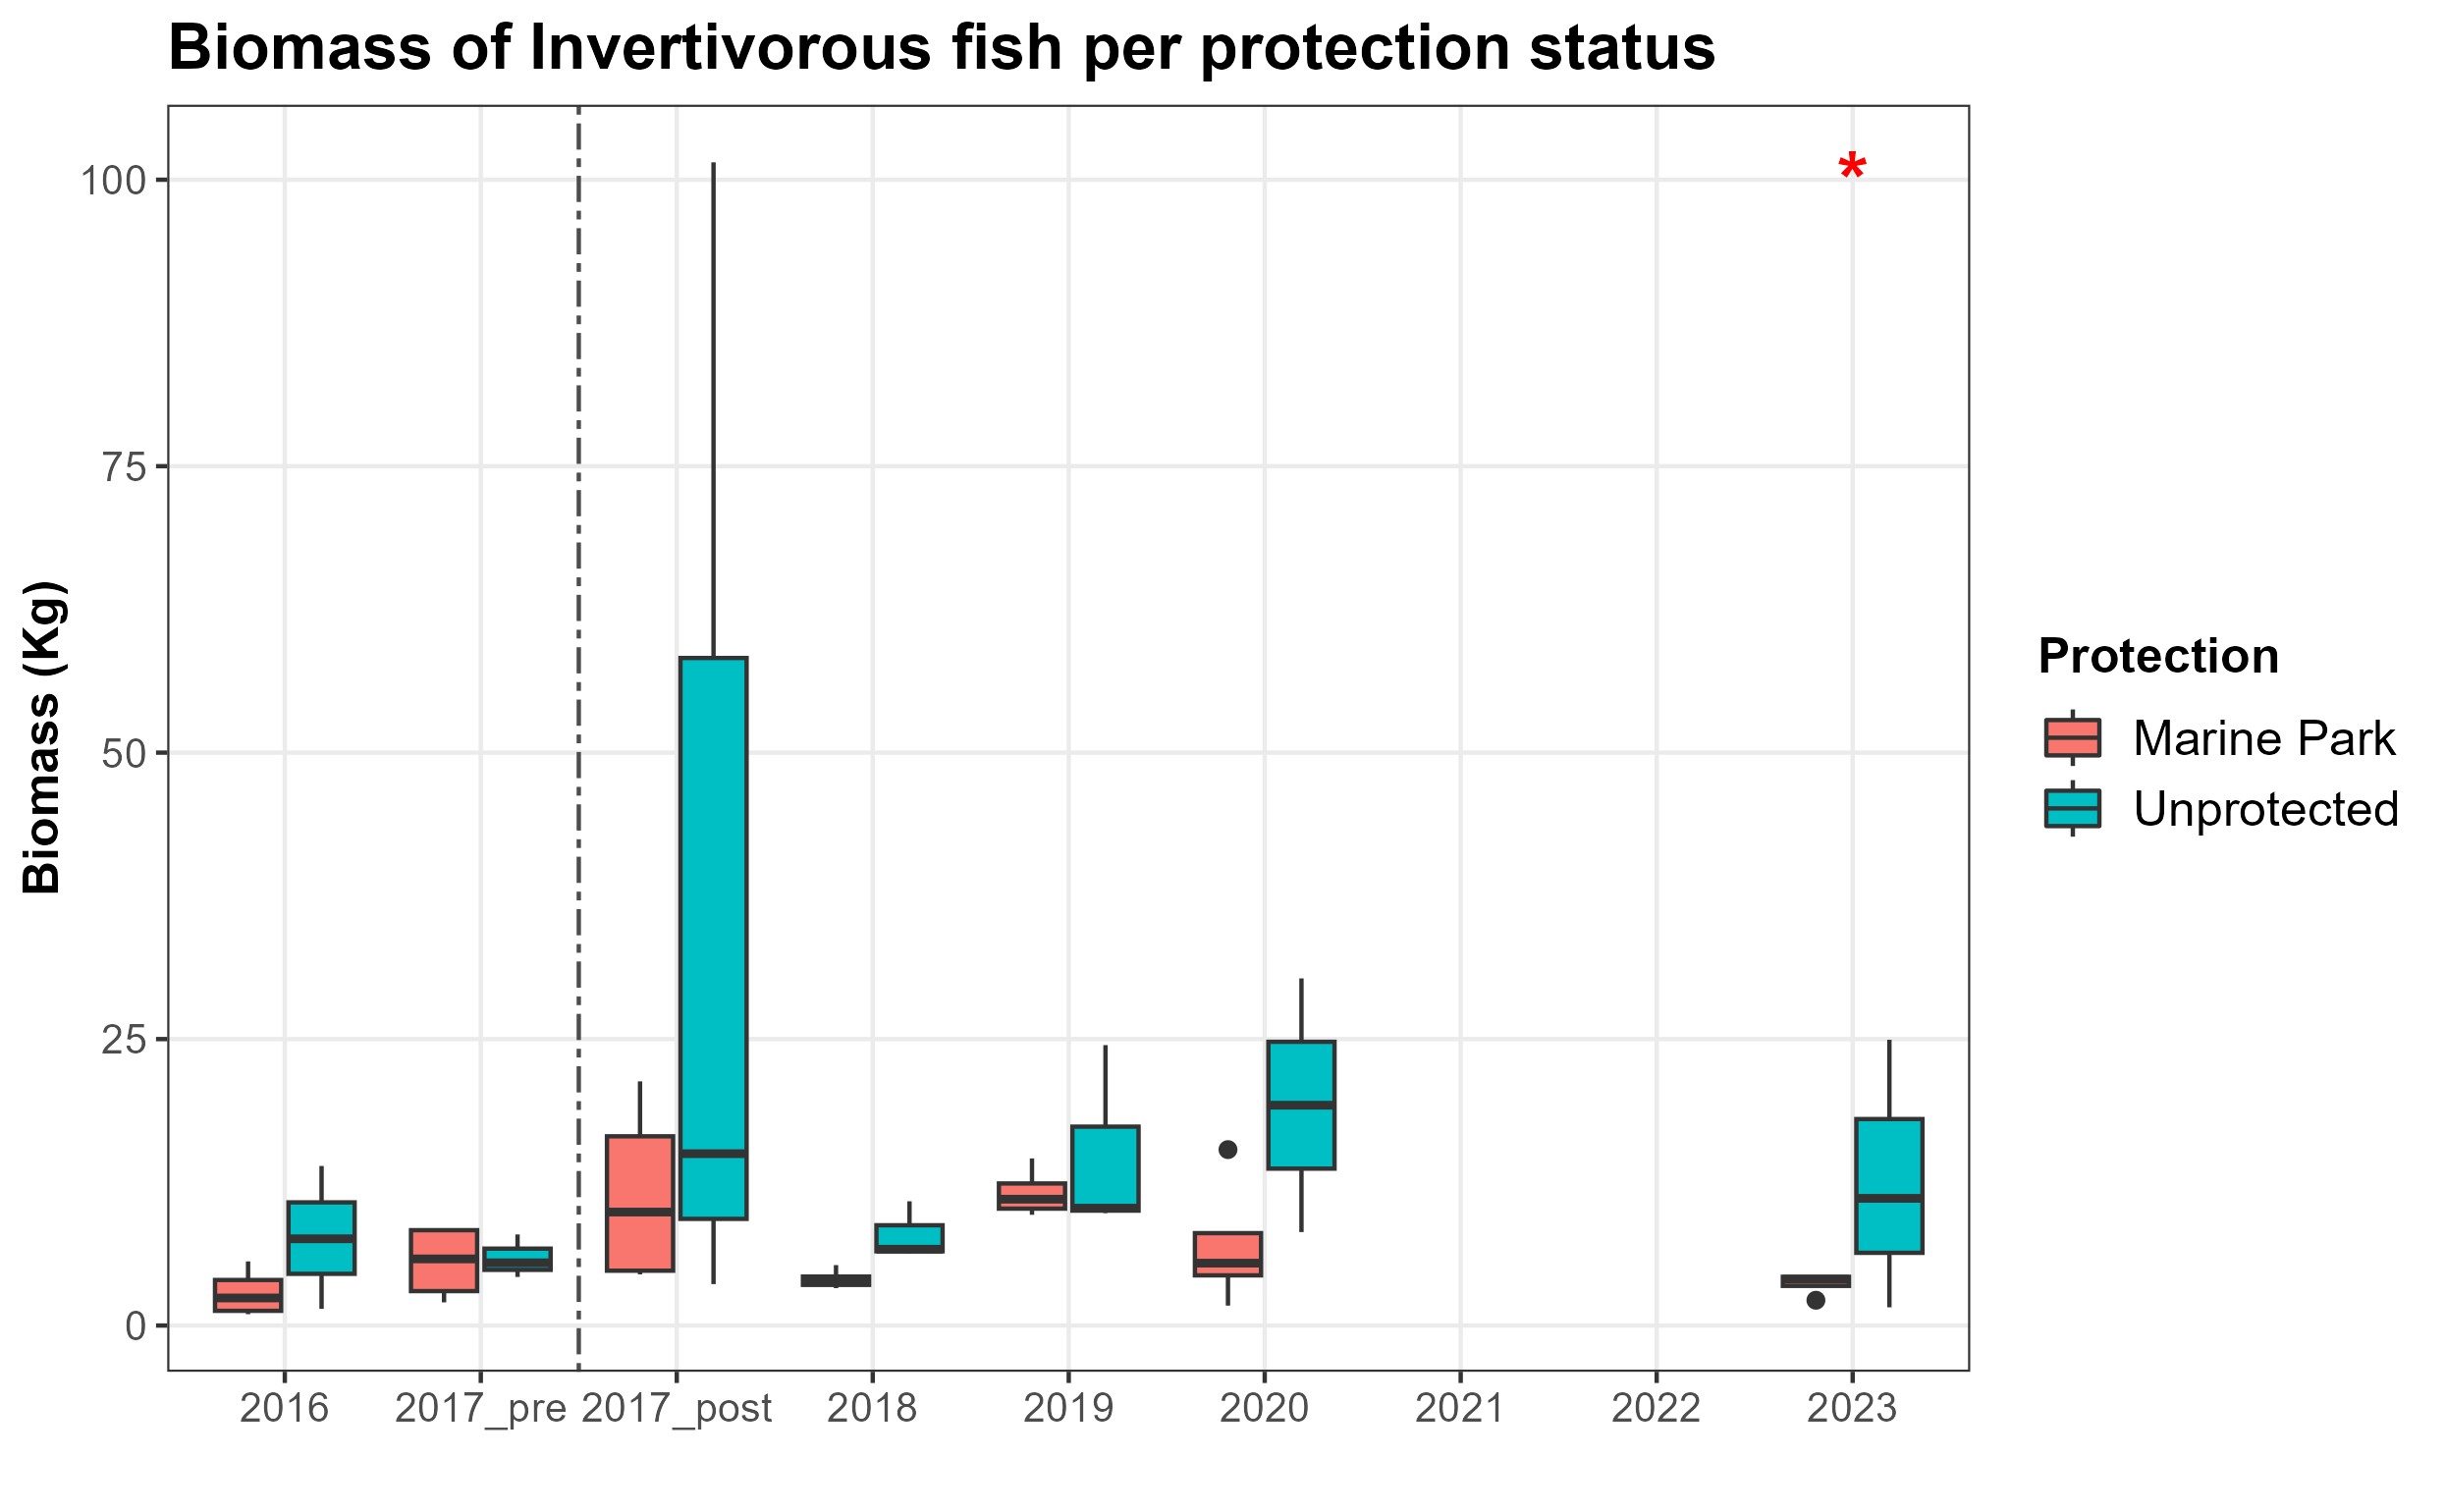 Biomass of Invertivorous fish per protection status
*
100
75
50
25
0
Biomass (Kg)
2016 2017_pre 2017_post 2018 2019 2020 2021 2022 2023
Protection
Marine Park
Unprotected